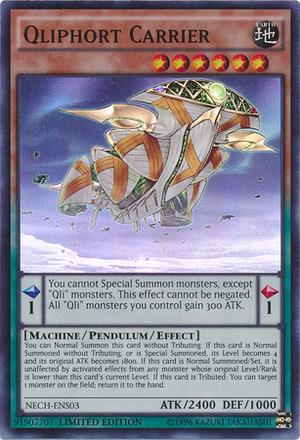 QLIPHORT CARRIER
EARTH
地
You cannot Special Summon monsters, except
"Qli" monsters. This effect cannot be negated.
All "Qli" monsters you control gain 300 ATK.
1
1
[MACHINE/PENDULUM/EFFECT]
You can Normal Summon this card without Tributing. If this card is Normal
Summoned without Tributing, or is Special Summoned, its Level becomes 4
and its original ATK becomes 1800. If this card is Normal Summoned/Set, it is
unaffected by activated effects from any monster whose original Level/Rank
is lower than this card's current Level. If this card is Tributed: You can target
1 monster on the field; return it to the hand.
NECH-ENS03
ATK/2400 DEF/1000
91907707
LIMITED EDITION
©1996 KAZUKI TAKAHASHI